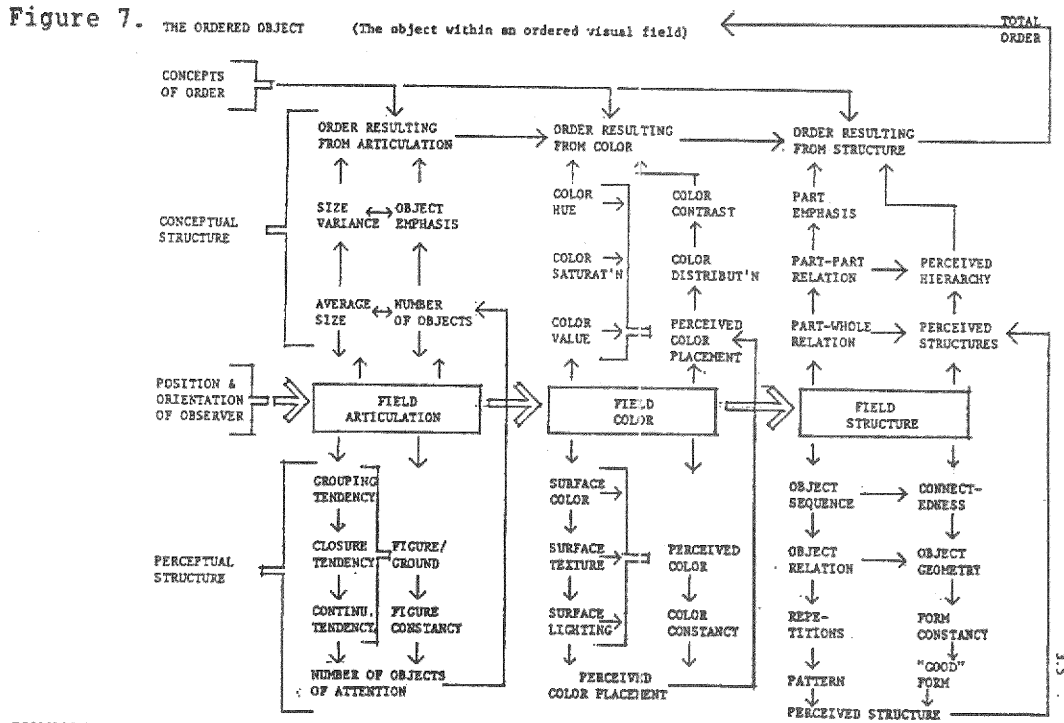 Figure 7.
THE ORDERED OBJECT (The object within an ordered visual field)
TOTAL
ORDER
CONCEPTS
OF ORDER
ORDER RESULTING
FROM ARTICULATION
ORDER RESULTING
FROM COLOR
ORDER RESULTING
FROM STRUCTURE
CONCEPTUAL
STRUCTURE
SIZE
VARIANCE
OBJECT
EMPHASIS
COLOR
HUE
COLOR
CONTRAST
PART
EMPHASIS
COLOR
SATURAT'N
COLOR
DISTRIBUT'N
PART-PART
RELATION
PERCEIVED
HIERARCHY
AVERAGE
SIZE
NUMBER
OF OBJECTS
COLOR
VALUE
PERCEIVED
COLOR
PLACEMENT
PART-WHOLE
RELATION
PERCEIVED
STRUCTURES
POSITION &
ORIENTATION
OF OBSERVER
FIELD
ARTICULATION
FIELD
COLOR
FIELD
STRUCTURE
PERCEPTUAL
STRUCTURE
GROUPING
TENDENCY
SURFACE
COLOR
OBJECT
SEQUENCE
CONNECT-
EDNESS
CLOSURE
TENDENCY
FIGURE/
GROUND
SURFACE
TEXTURE
PERCEIVED
COLOR
OBJECT
RELATION
OBJECT
GEOMETRY
CONTINU.
TENDENCY
FIGURE
CONSTANCY
SURFACE
LIGHTING
COLOR
CONSTANCY
REPE-
TITIONS
FORM
CONSTANCY
NUMBER OF OBJECTS
OF ATTENTION
PERCEIVED
COLOR PLACEMENT
PATTERN
"GOOD"
FORM
PERCEIVED STRUCTURE